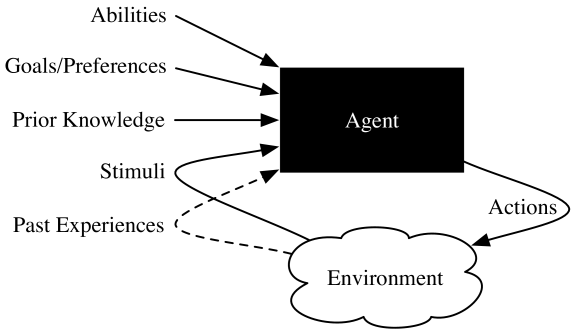 Abilities
Goals/Preferences
Prior Knowledge
Agent
Stimuli
Past Experiences
Actions
Environment